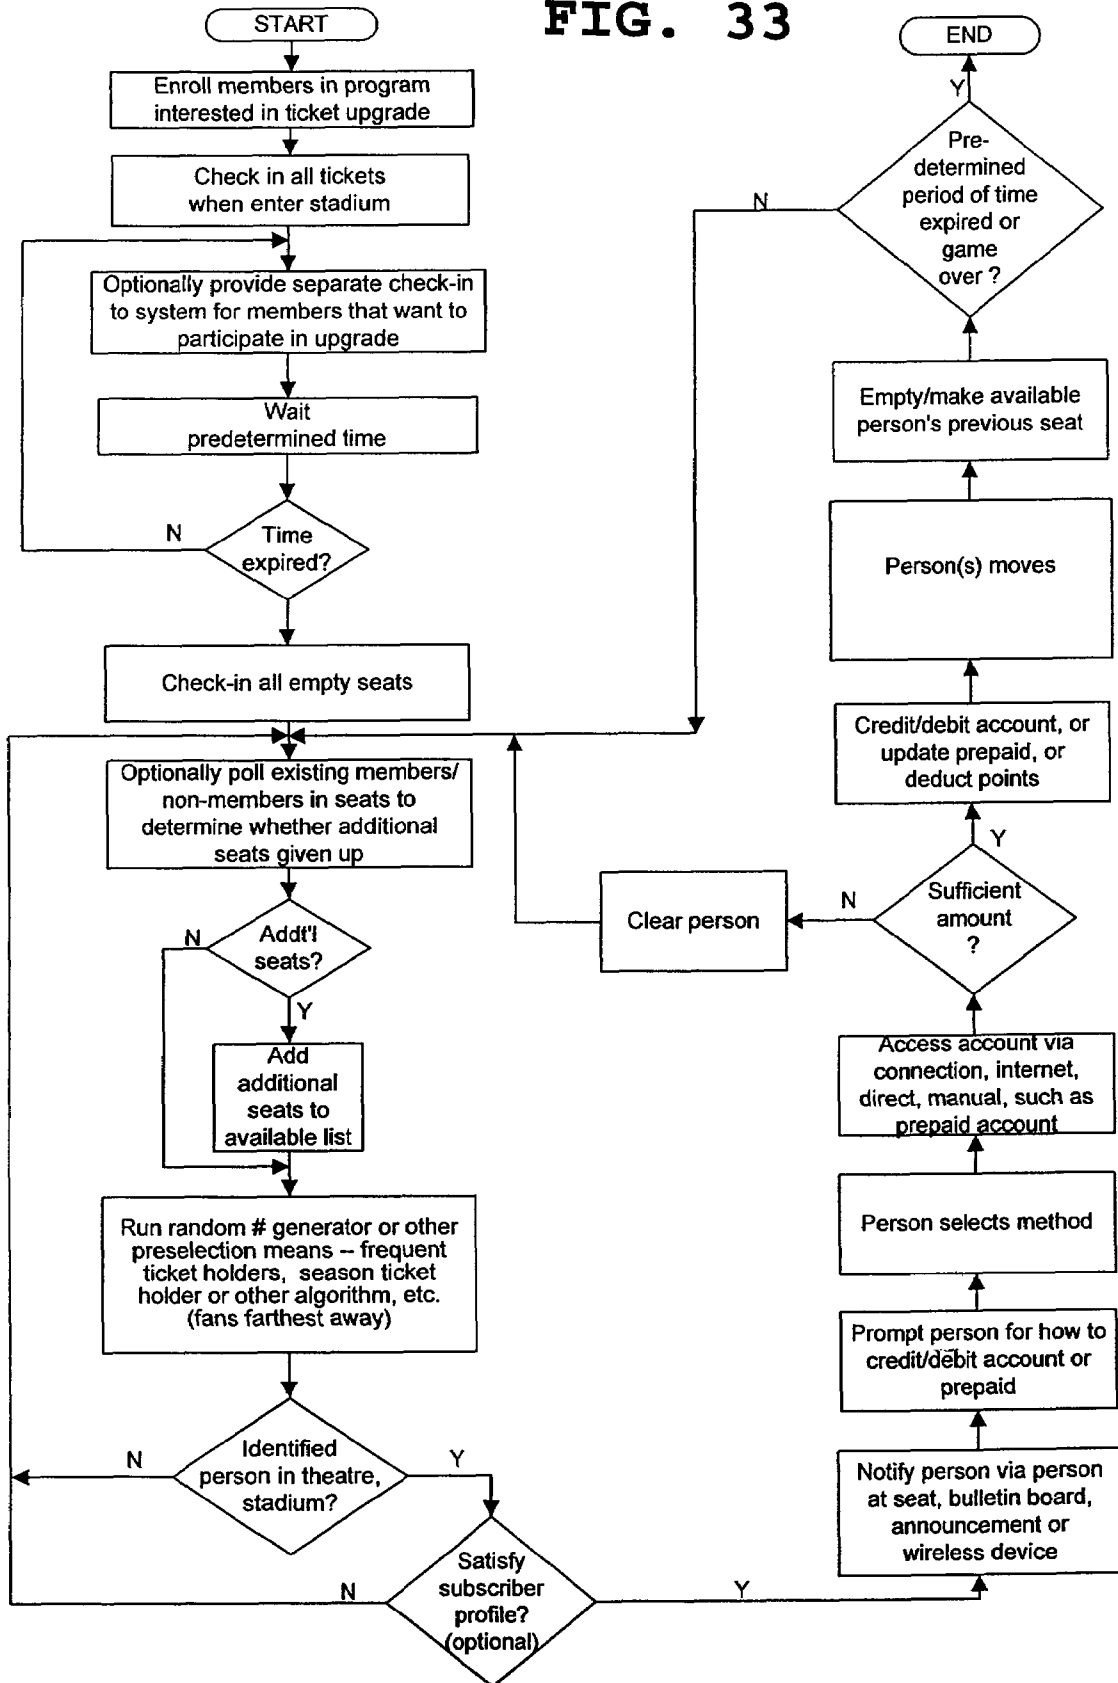 FIG. 33
START
Enroll members in program
interested in ticket upgrade
Check in all tickets
when enter stadium
Optionally provide separate check-in
to system for members that want to
participate in upgrade
Wait
predetermined time
Time
expired?
N
Check-in all empty seats
Optionally poll existing members/
non-members in seats to
determine whether additional
seats given up
Addt'l
seats?
N
Y
Add
additional
seats to
available list
Run random # generator or other
preselection means -- frequent
ticket holders, season ticket
holder or other algorithm, etc.
(fans farthest away)
Identified
person in theatre,
stadium?
N
Y
Satisfy
subscriber
profile?
(optional)
N
Y
Notify person via person
at seat, bulletin board,
announcement or
wireless device
Prompt person for how to
credit/debit account or
prepaid
Person selects method
Access account via
connection, internet,
direct, manual, such as
prepaid account
Sufficient
amount
?
N
Y
Clear person
Credit/debit account, or
update prepaid, or
deduct points
Person(s) moves
Empty/make available
person's previous seat
Pre-
determined
period of time
expired or
game
over ?
N
Y
END